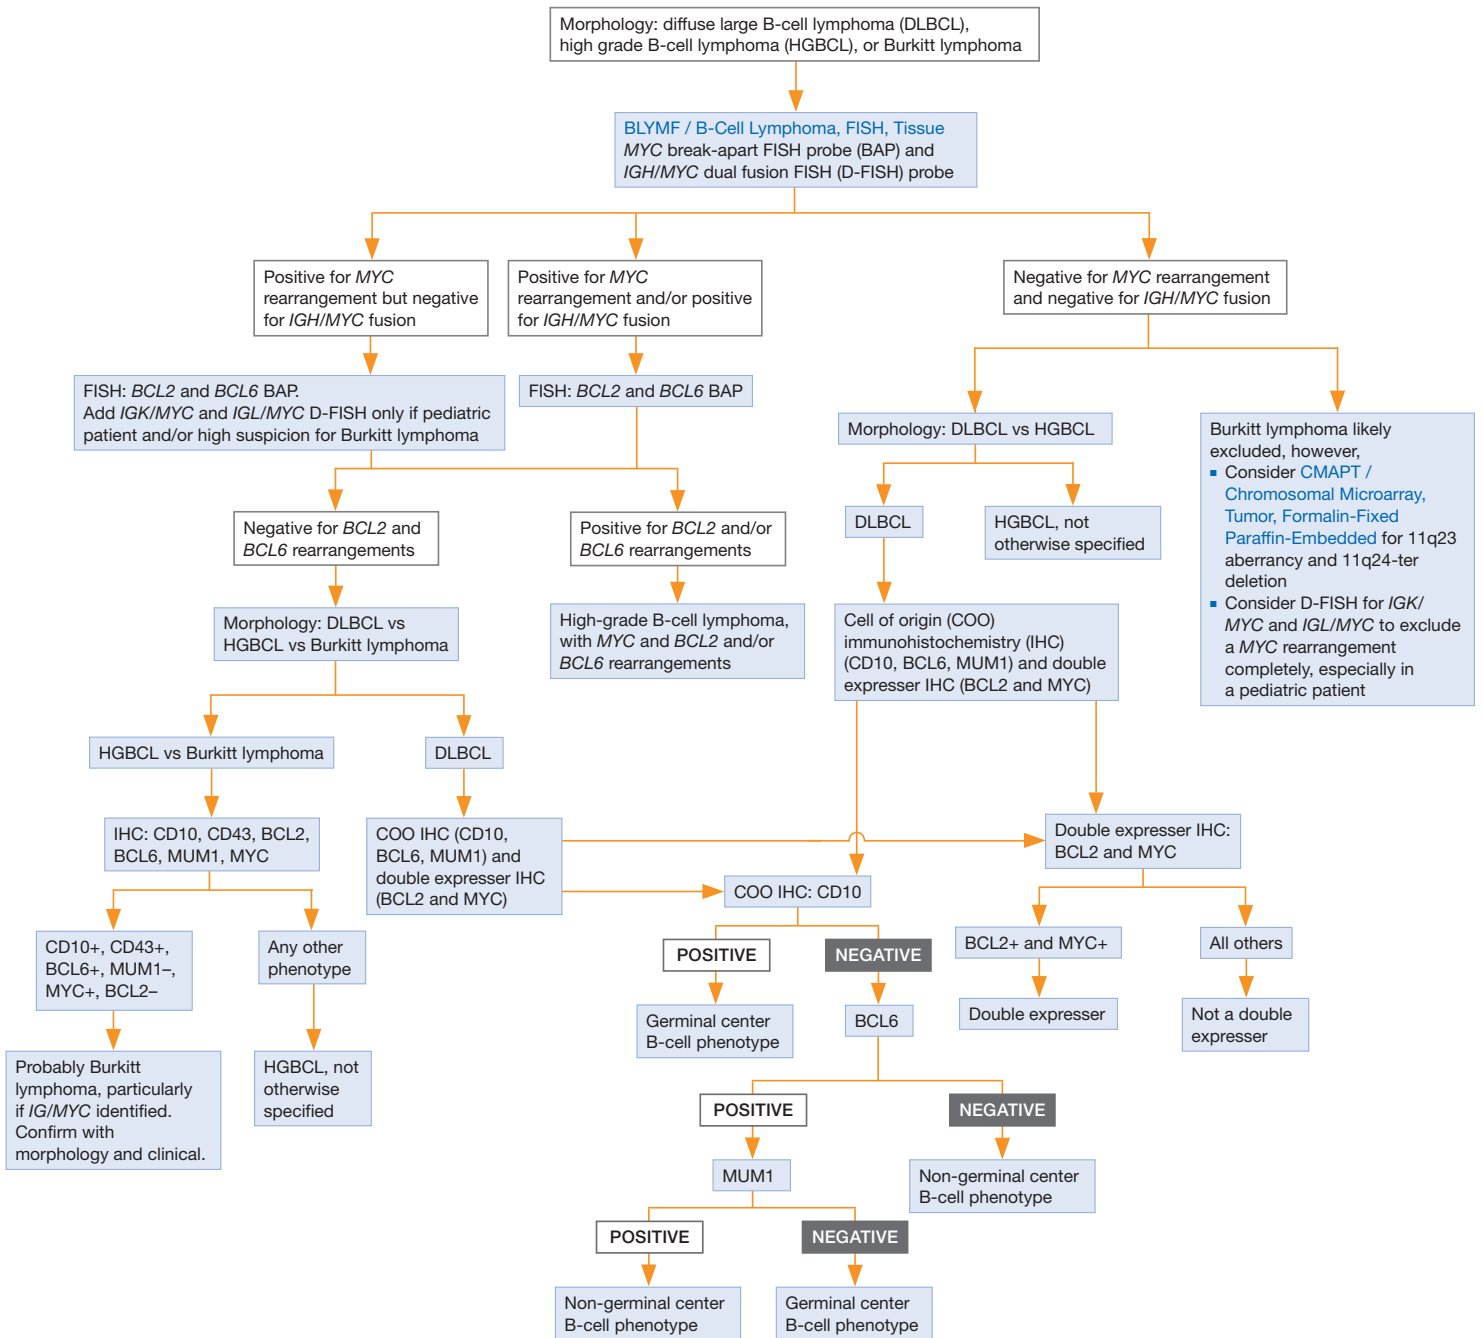 Morphology: diffuse large B-cell lymphoma (DLBCL),
high grade B-cell lymphoma (HGBCL), or Burkitt lymphoma
BLYMF / B-Cell Lymphoma, FISH, Tissue
MYC break-apart FISH probe (BAP) and
IGH/MYC dual fusion FISH (D-FISH) probe
Positive for MYC
rearrangement but negative
for IGH/MYC fusion
Positive for MYC
rearrangement and/or positive
for IGH/MYC fusion
Negative for MYC rearrangement
and negative for IGH/MYC fusion
FISH: BCL2 and BCL6 BAP.
Add IGK/MYC and IGL/MYC D-FISH only if pediatric
patient and/or high suspicion for Burkitt lymphoma
FISH: BCL2 and BCL6 BAP
Morphology: DLBCL vs HGBCL
Burkitt lymphoma likely
excluded, however,
▪ Consider CMAPT /
Chromosomal Microarray,
Tumor, Formalin-Fixed
Paraffin-Embedded for 11q23
aberrancy and 11q24-ter
deletion
▪ Consider D-FISH for IGK/
MYC and IGL/MYC to exclude
a MYC rearrangement
completely, especially in
a pediatric patient
Negative for BCL2 and
BCL6 rearrangements
Positive for BCL2 and/or
BCL6 rearrangements
DLBCL
HGBCL, not
otherwise specified
Morphology: DLBCL vs
HGBCL vs Burkitt lymphoma
High-grade B-cell lymphoma,
with MYC and BCL2 and/or
BCL6 rearrangements
Cell of origin (COO)
immunohistochemistry (IHC)
(CD10, BCL6, MUM1) and double
expresser IHC (BCL2 and MYC)
HGBCL vs Burkitt lymphoma
DLBCL
IHC: CD10, CD43, BCL2,
BCL6, MUM1, MYC
COO IHC (CD10,
BCL6, MUM1) and
double expresser IHC
(BCL2 and MYC)
Double expresser IHC:
BCL2 and MYC
COO IHC: CD10
CD10+, CD43+,
BCL6+, MUM1–,
MYC+, BCL2–
Any other
phenotype
POSITIVE
NEGATIVE
BCL2+ and MYC+
All others
Germinal center
B-cell phenotype
BCL6
Double expresser
Not a double
expresser
Probably Burkitt
lymphoma, particularly
if IG/MYC identified.
Confirm with
morphology and clinical.
HGBCL, not
otherwise
specified
POSITIVE
NEGATIVE
MUM1
Non-germinal center
B-cell phenotype
POSITIVE
NEGATIVE
Non-germinal center
B-cell phenotype
Germinal center
B-cell phenotype